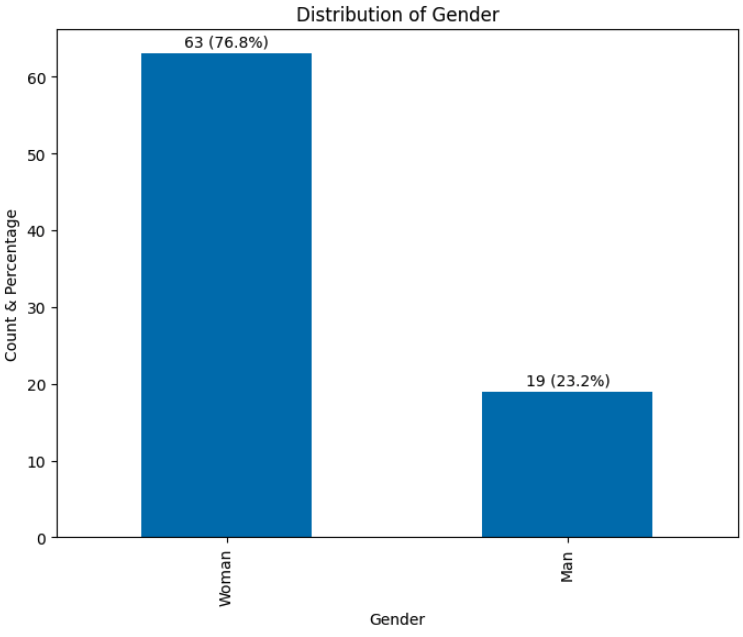 Distribution of Gender
63 (76.8%)
19 (23.2%)
Count & Percentage
60
50
40
30
20
10
0
Woman
Man
Gender